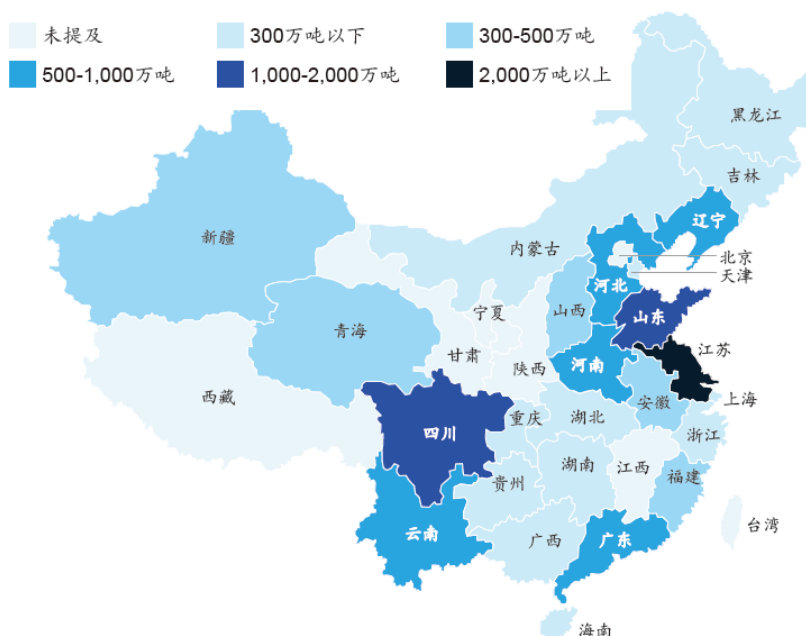 未提及
300万吨以下
300-500万吨
500-1,000万吨
1,000-2,000万吨
2,000万吨以上
黑龙江
吉林
辽宁
新疆
内蒙古
北京
天津
河北
山西
山东
宁夏
青海
甘肃
陕西
河南
江苏
西藏
安徽
上海
四川
重庆
湖北
浙江
湖南
江西
贵州
福建
云南
广西
广东
台湾
海南